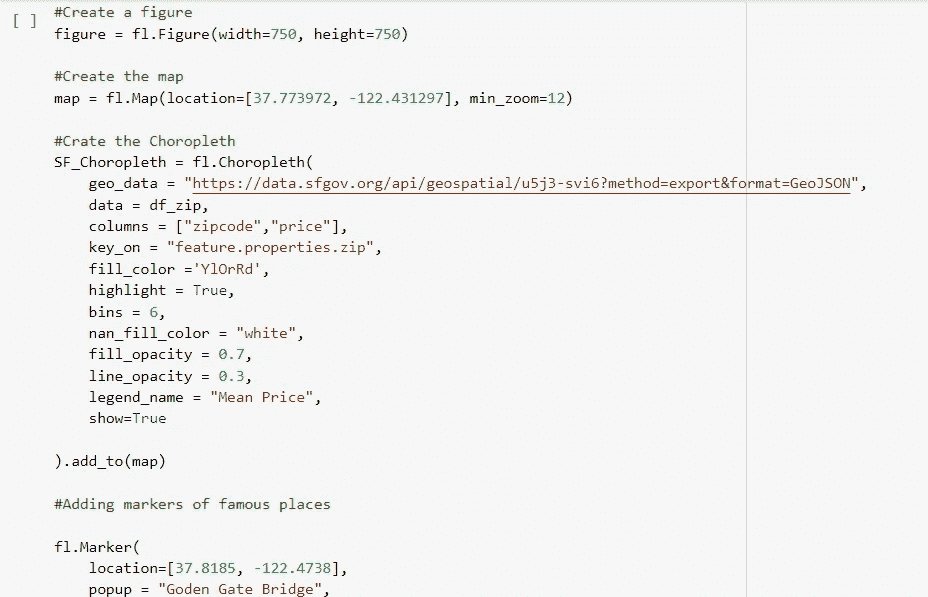 [ ] #Create a figure
figure = fl.Figure(width=750, height=750)
#Create the map
map = fl.Map(location=[37.773972, -122.431297], min_zoom=12)
#Crate the Choropleth
SF_Choropleth = fl.Choropleth(
geo_data = "https://data.sfgov.org/api/geospatial/u5j3-svi6?method=export&format=GeoJSON",
data = df_zip,
columns = ["zipcode","price"],
key_on = "feature.properties.zip",
fill_color ='YlOrRd',
highlight = True,
bins = 6,
nan_fill_color = "white",
fill_opacity = 0.7,
line_opacity = 0.3,
legend_name = "Mean Price",
show=True
).add_to(map)
#Adding markers of famous places
fl.Marker(
location=[37.8185, -122.4738],
popup = "Goden Gate Bridge",